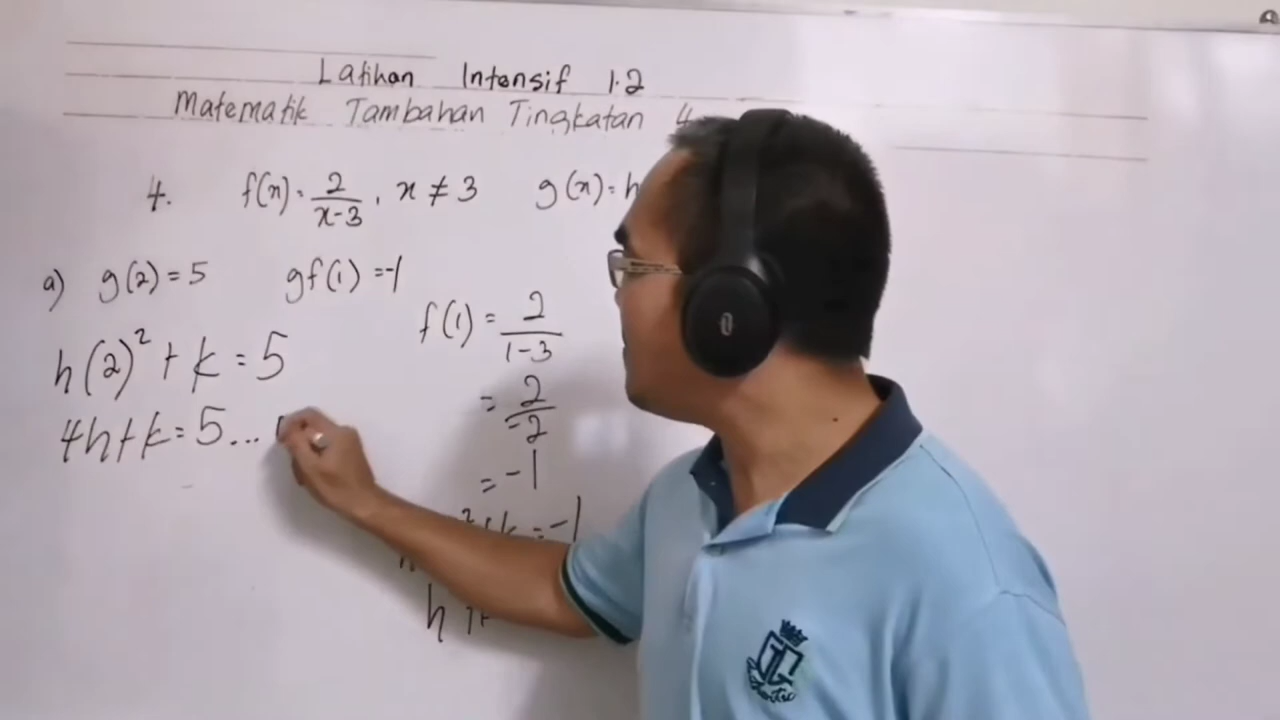 Latihan Intensif 1.2
Matematik Tambahan Tingkatan 4
4. f(x) = 2/(x-3), x ≠ 3 g(x) = h
a) g(2) = 5 gf(1) = -1
h(2)² + k = 5
4h + k = 5 ...
f(1) = 2/(1-3)
= 2/-2
= -1
² + k = -1
h +